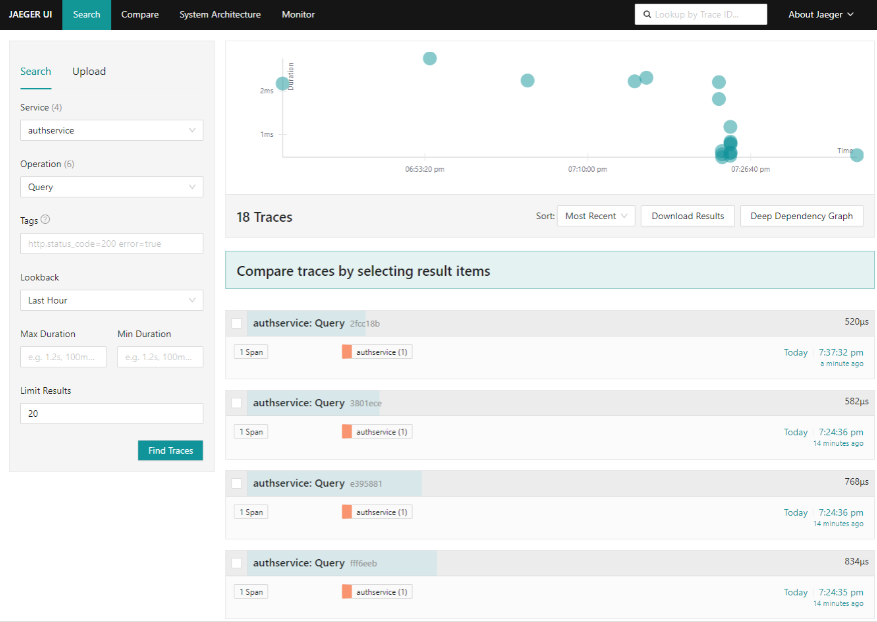 JAEGER UI Search Compare System Architecture Monitor Lookup by Trace ID... About Jaeger
Search Upload
Service (4)
authservice
Operation (6)
Query
Tags
http.status_code=200 error=true
Lookback
Last Hour
Max Duration Min Duration
e.g. 1.2s, 100m... e.g. 1.2s, 100m...
Limit Results
20
Find Traces
Duration
2ms
1ms
Time
06:53:20 pm 07:10:00 pm 07:26:40 pm
18 Traces Sort: Most Recent Download Results Deep Dependency Graph
Compare traces by selecting result items
authservice: Query 2fcc18b 520µs
1 Span authservice (1) Today 7:37:32 pm
a minute ago
authservice: Query 3801ece 582µs
1 Span authservice (1) Today 7:24:36 pm
14 minutes ago
authservice: Query e395881 768µs
1 Span authservice (1) Today 7:24:36 pm
14 minutes ago
authservice: Query fff6eeb 834µs
1 Span authservice (1) Today 7:24:35 pm
14 minutes ago